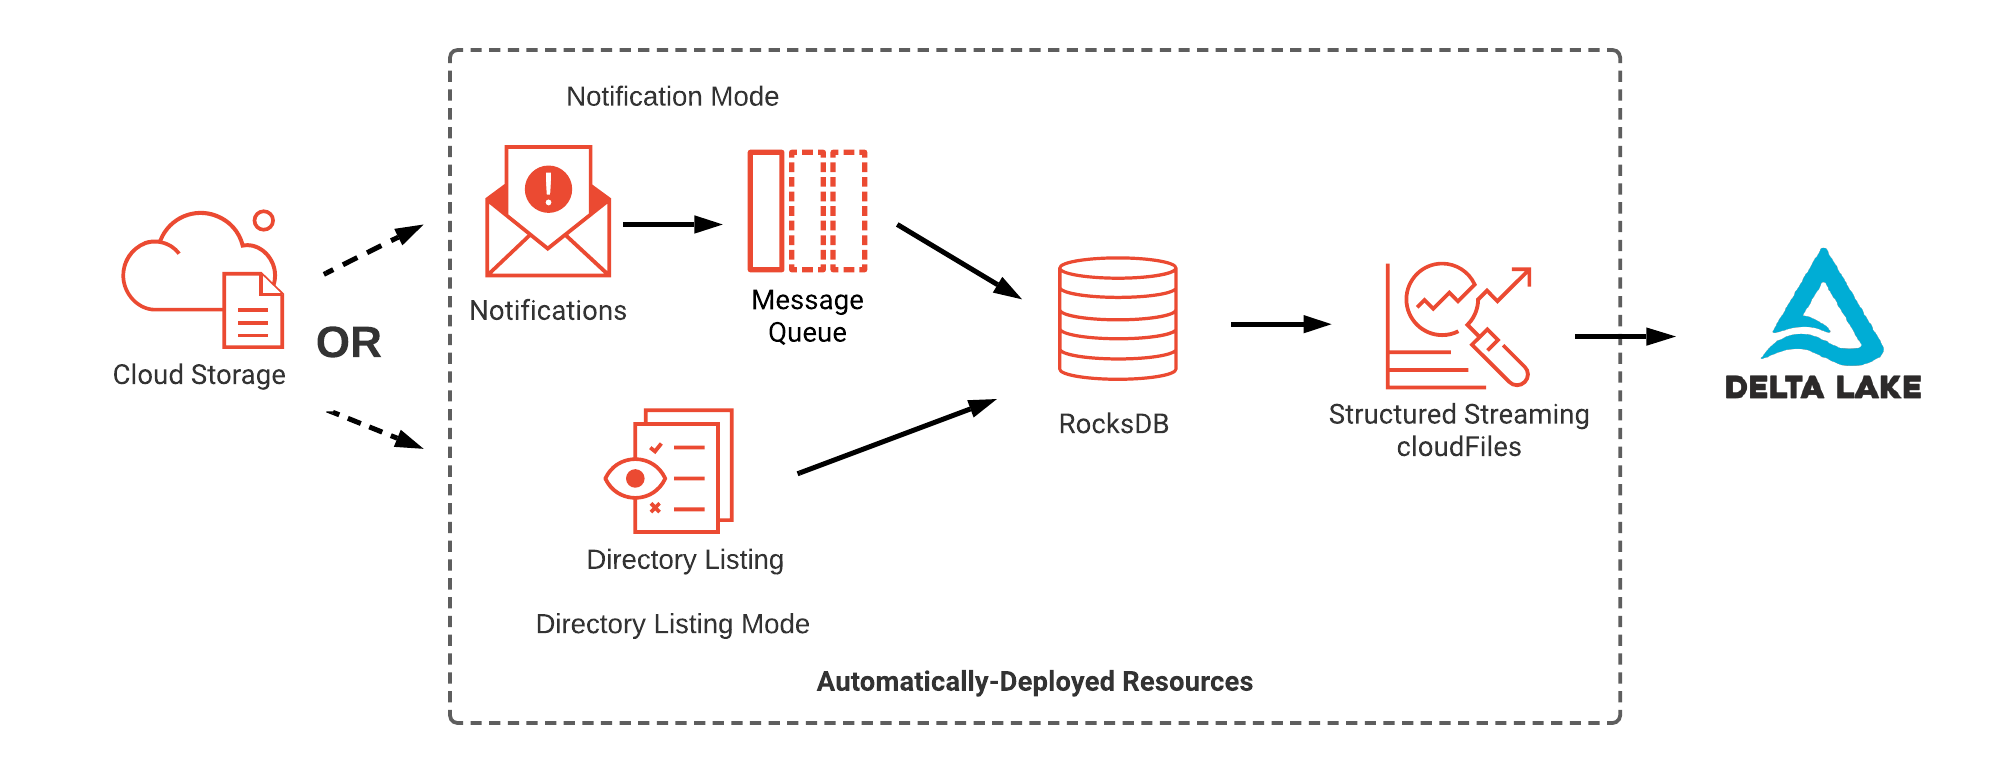 Notification Mode
Notifications
Message
Queue
Cloud Storage
OR
RocksDB
Structured Streaming
cloudFiles
DELTA LAKE
Directory Listing
Directory Listing Mode
Automatically-Deployed Resources